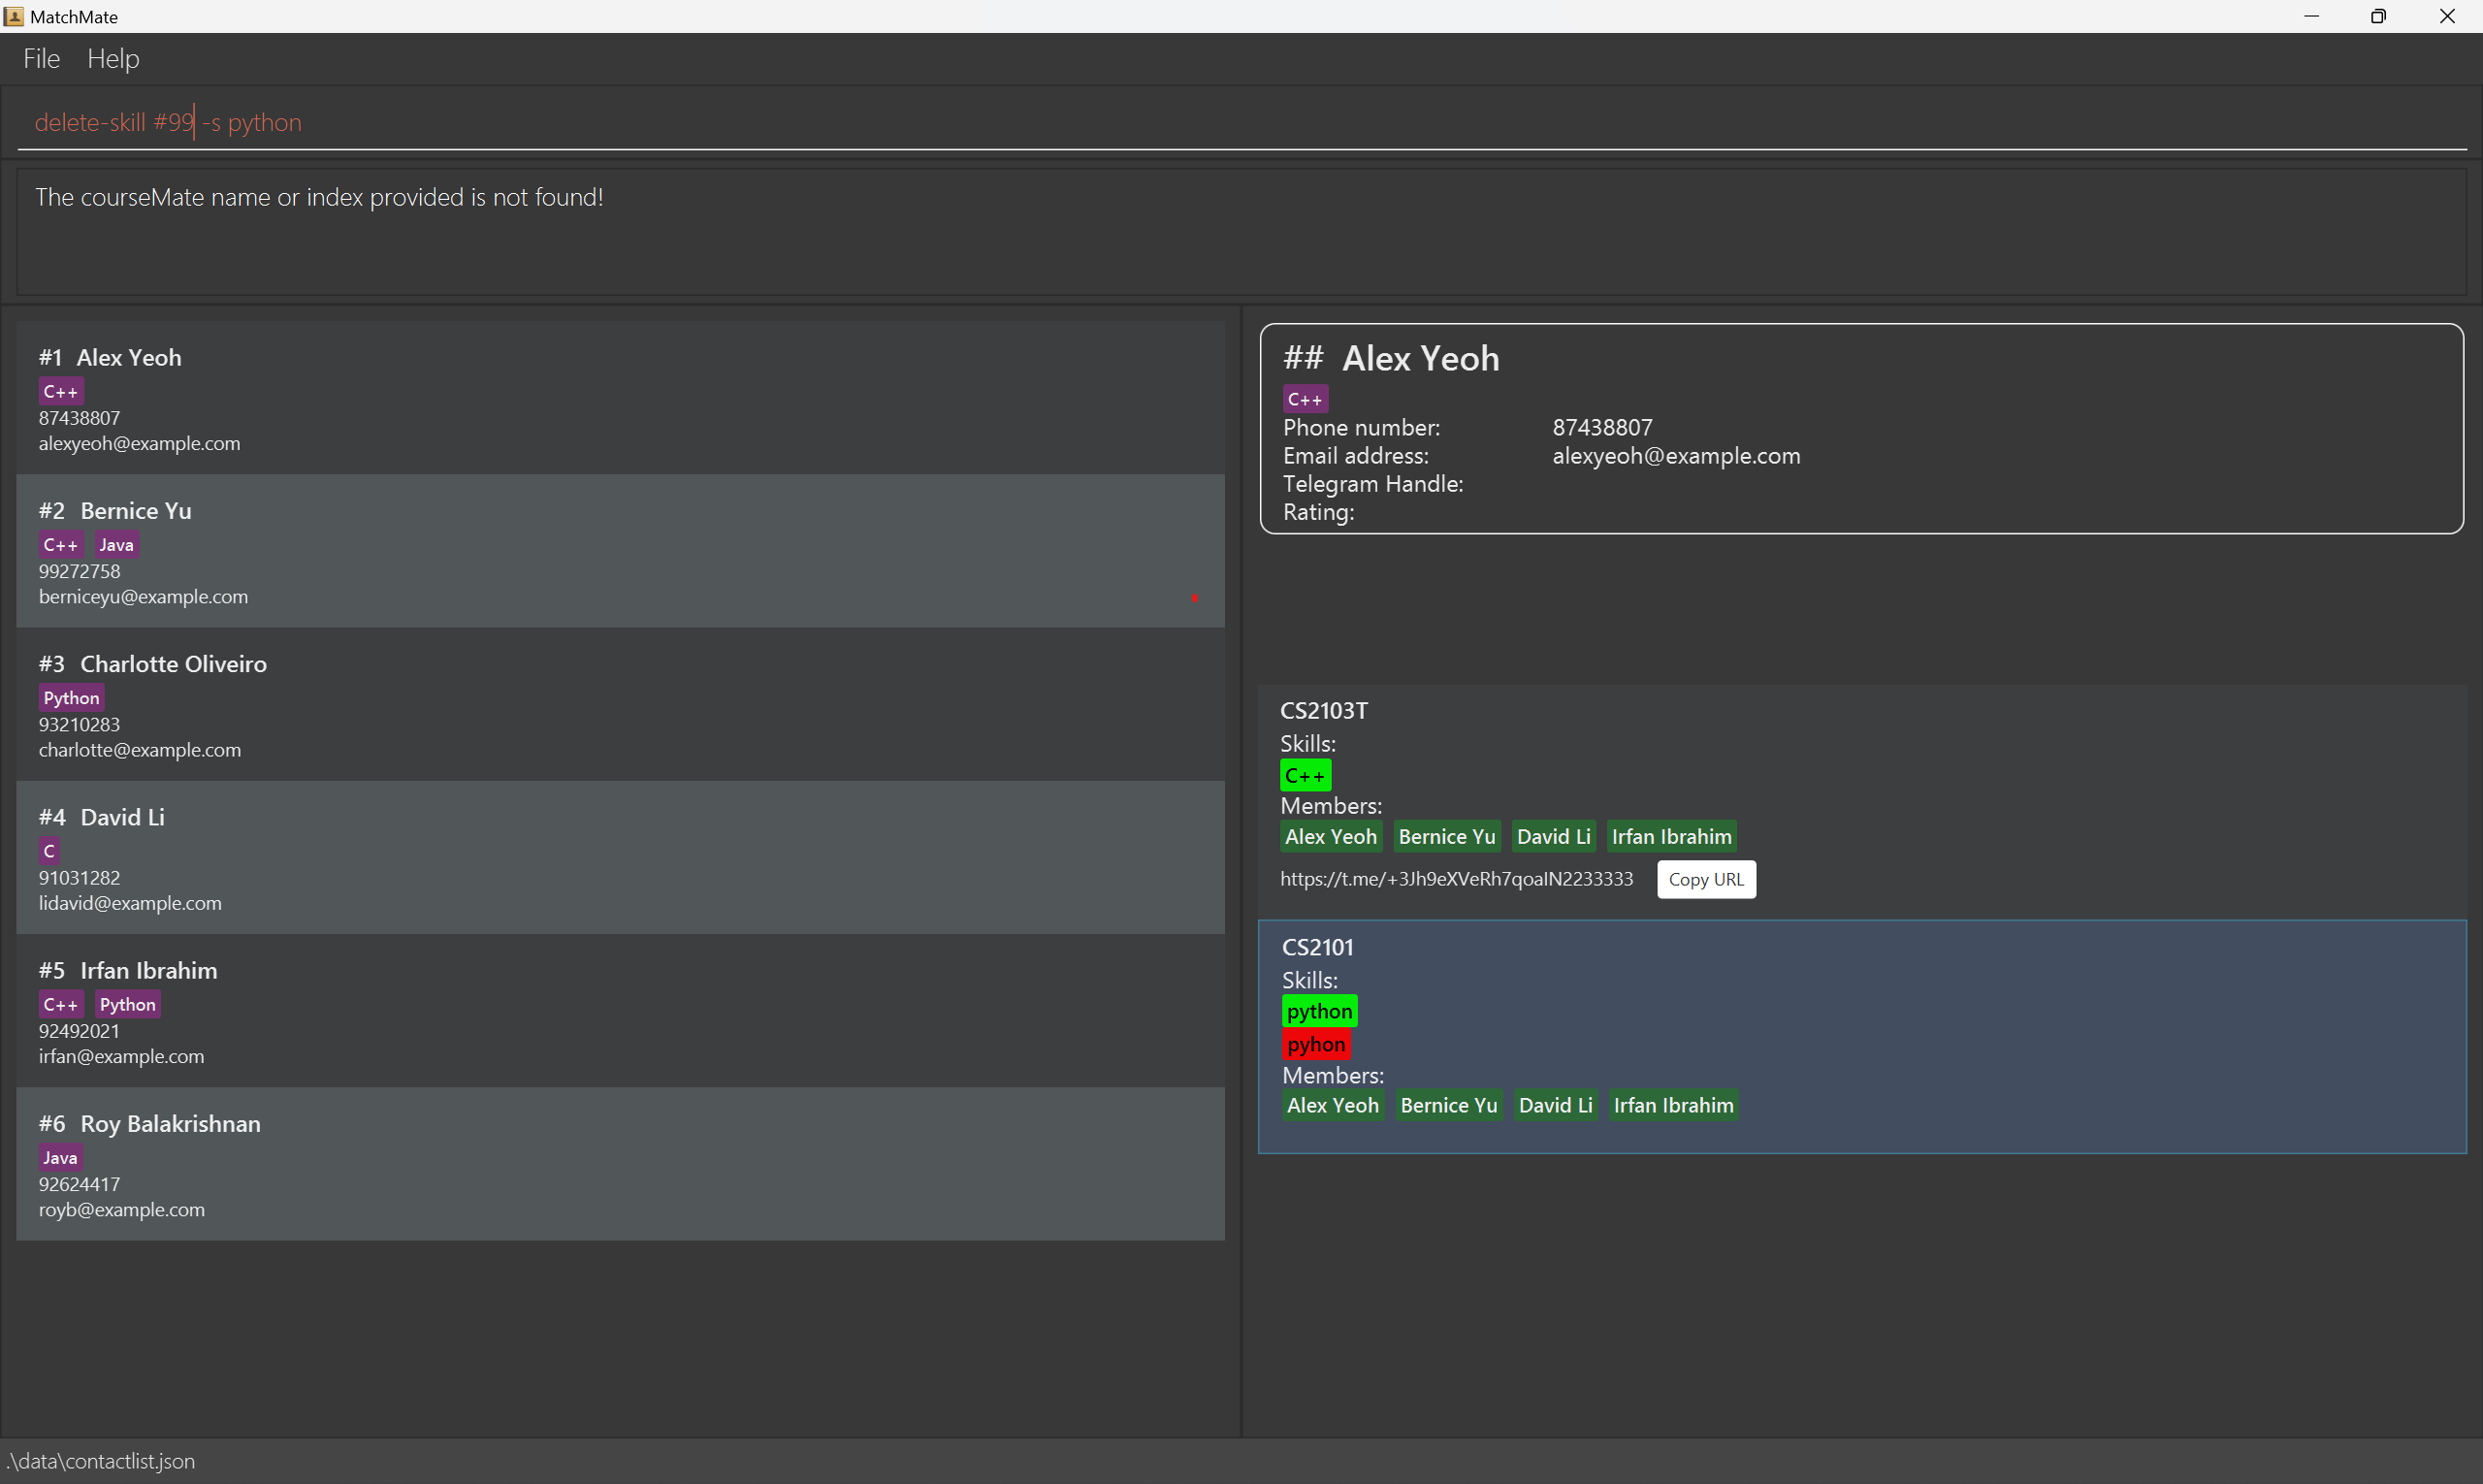 MatchMate
File Help
delete-skill #99 -s python
The courseMate name or index provided is not found!
#1 Alex Yeoh
C++
87438807
alexyeoh@example.com
#2 Bernice Yu
C++ Java
99272758
berniceyu@example.com
#3 Charlotte Oliveiro
Python
93210283
charlotte@example.com
#4 David Li
C
91031282
lidavid@example.com
#5 Irfan Ibrahim
C++ Python
92492021
irfan@example.com
#6 Roy Balakrishnan
Java
92624417
royb@example.com
## Alex Yeoh
C++
Phone number: 87438807
Email address: alexyeoh@example.com
Telegram Handle:
Rating:
CS2103T
Skills:
C++
Members:
Alex Yeoh Bernice Yu David Li Irfan Ibrahim
https://t.me/+3Jh9eXVeRh7qoalN2233333 Copy URL
CS2101
Skills:
python
pyhon
Members:
Alex Yeoh Bernice Yu David Li Irfan Ibrahim
.\data\contactlist.json